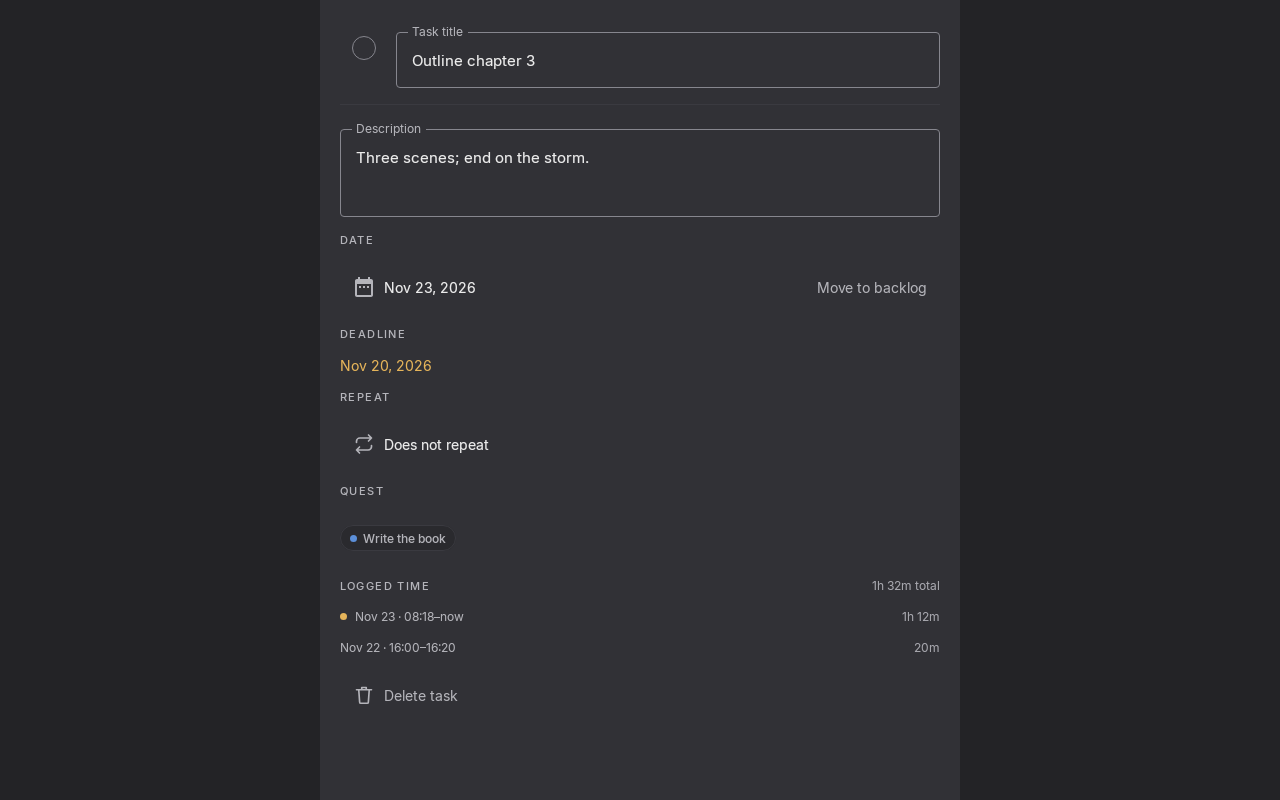 Task title
Outline chapter 3
Description
Three scenes; end on the storm.
DATE
Nov 23, 2026 Move to backlog
DEADLINE
Nov 20, 2026
REPEAT
Does not repeat
QUEST
Write the book
LOGGED TIME 1h 32m total
Nov 23 · 08:18–now 1h 12m
Nov 22 · 16:00–16:20 20m
Delete task